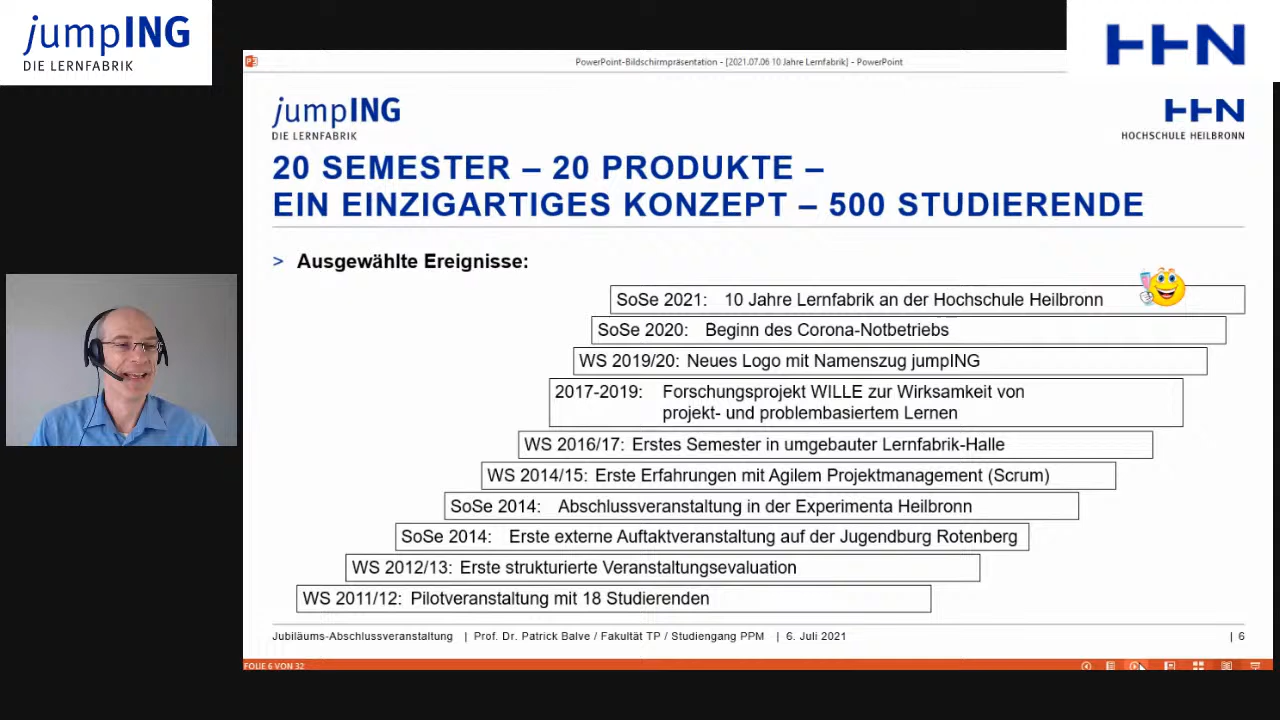 jumpING
DIE LERNFABRIK
HHN
PowerPoint-Bildschirmpräsentation - [2021.07.06 10 Jahre Lernfabrik] - PowerPoint
jumpING
DIE LERNFABRIK
HHN
HOCHSCHULE HEILBRONN
20 SEMESTER – 20 PRODUKTE –
EIN EINZIGARTIGES KONZEPT – 500 STUDIERENDE
> Ausgewählte Ereignisse:
SoSe 2021: 10 Jahre Lernfabrik an der Hochschule Heilbronn
SoSe 2020: Beginn des Corona-Notbetriebs
WS 2019/20: Neues Logo mit Namenszug jumpING
2017-2019: Forschungsprojekt WILLE zur Wirksamkeit von
projekt- und problembasiertem Lernen
WS 2016/17: Erstes Semester in umgebauter Lernfabrik-Halle
WS 2014/15: Erste Erfahrungen mit Agilem Projektmanagement (Scrum)
SoSe 2014: Abschlussveranstaltung in der Experimenta Heilbronn
SoSe 2014: Erste externe Auftaktveranstaltung auf der Jugendburg Rotenberg
WS 2012/13: Erste strukturierte Veranstaltungsevaluation
WS 2011/12: Pilotveranstaltung mit 18 Studierenden
Jubiläums-Abschlussveranstaltung | Prof. Dr. Patrick Balve / Fakultät TP / Studiengang PPM | 6. Juli 2021 | 6
FOLIE 6 VON 32